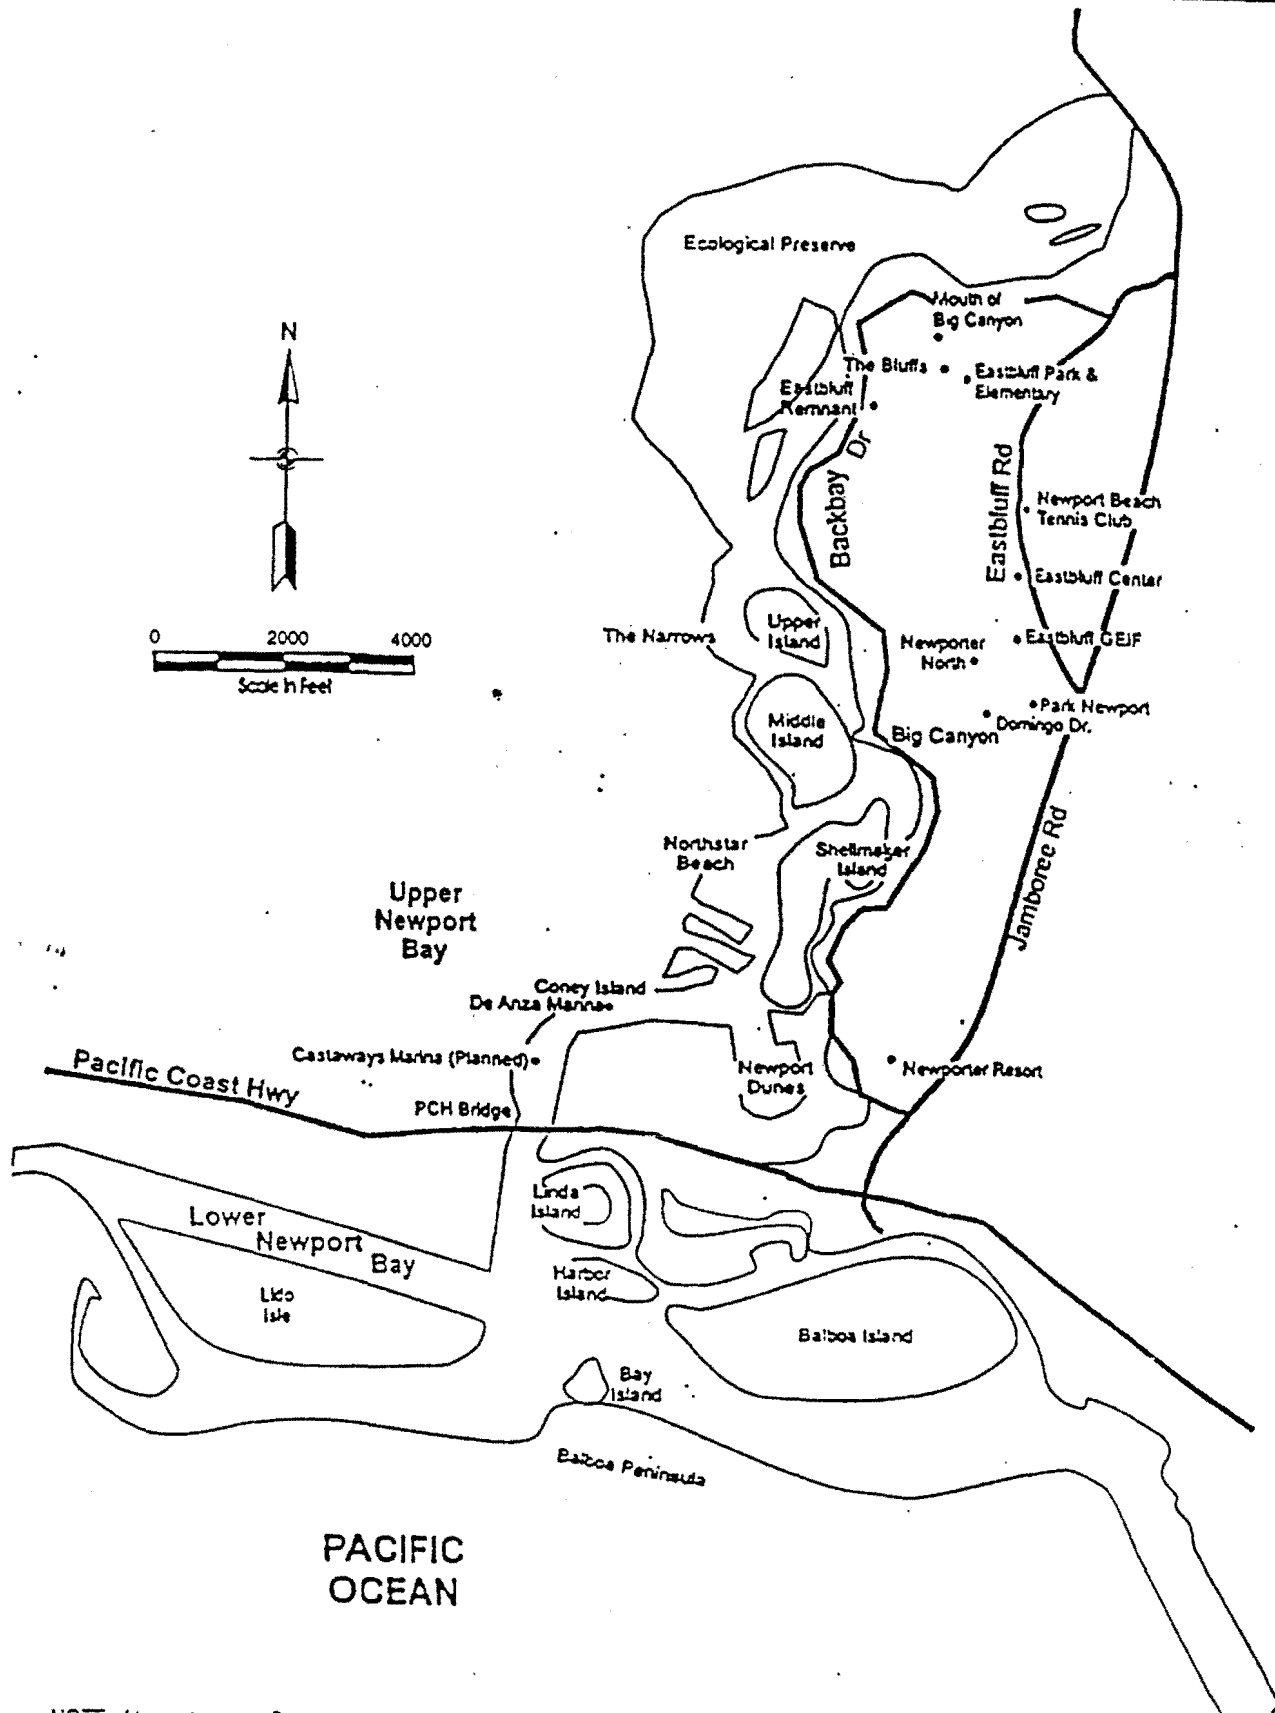 Ecological Preserve
Mouth of
Big Canyon
N
The Bluffs
Eastbluff Park &
Elementary
Eastbluff
Remnant
Backbay Dr
Eastbluff Rd
Newport Beach
Tennis Club
Eastbluff Center
0 2000 4000
Scale In Feet
The Narrows
Upper
Island
Newporter
North
Eastbluff GEIF
Park Newport
Domingo Dr.
Middle
Island
Big Canyon
Northstar
Beach
Shellmaker
Island
Jamboree Rd
Upper
Newport
Bay
Coney Island
De Anza Marina
Castaways Marina (Planned)
Newport
Dunes
Newporter Resort
Pacific Coast Hwy
PCH Bridge
Linda
Island
Lower
Newport
Bay
Harbor
Island
Lido
Isle
Balboa Island
Bay
Island
Balboa Peninsula
PACIFIC
OCEAN